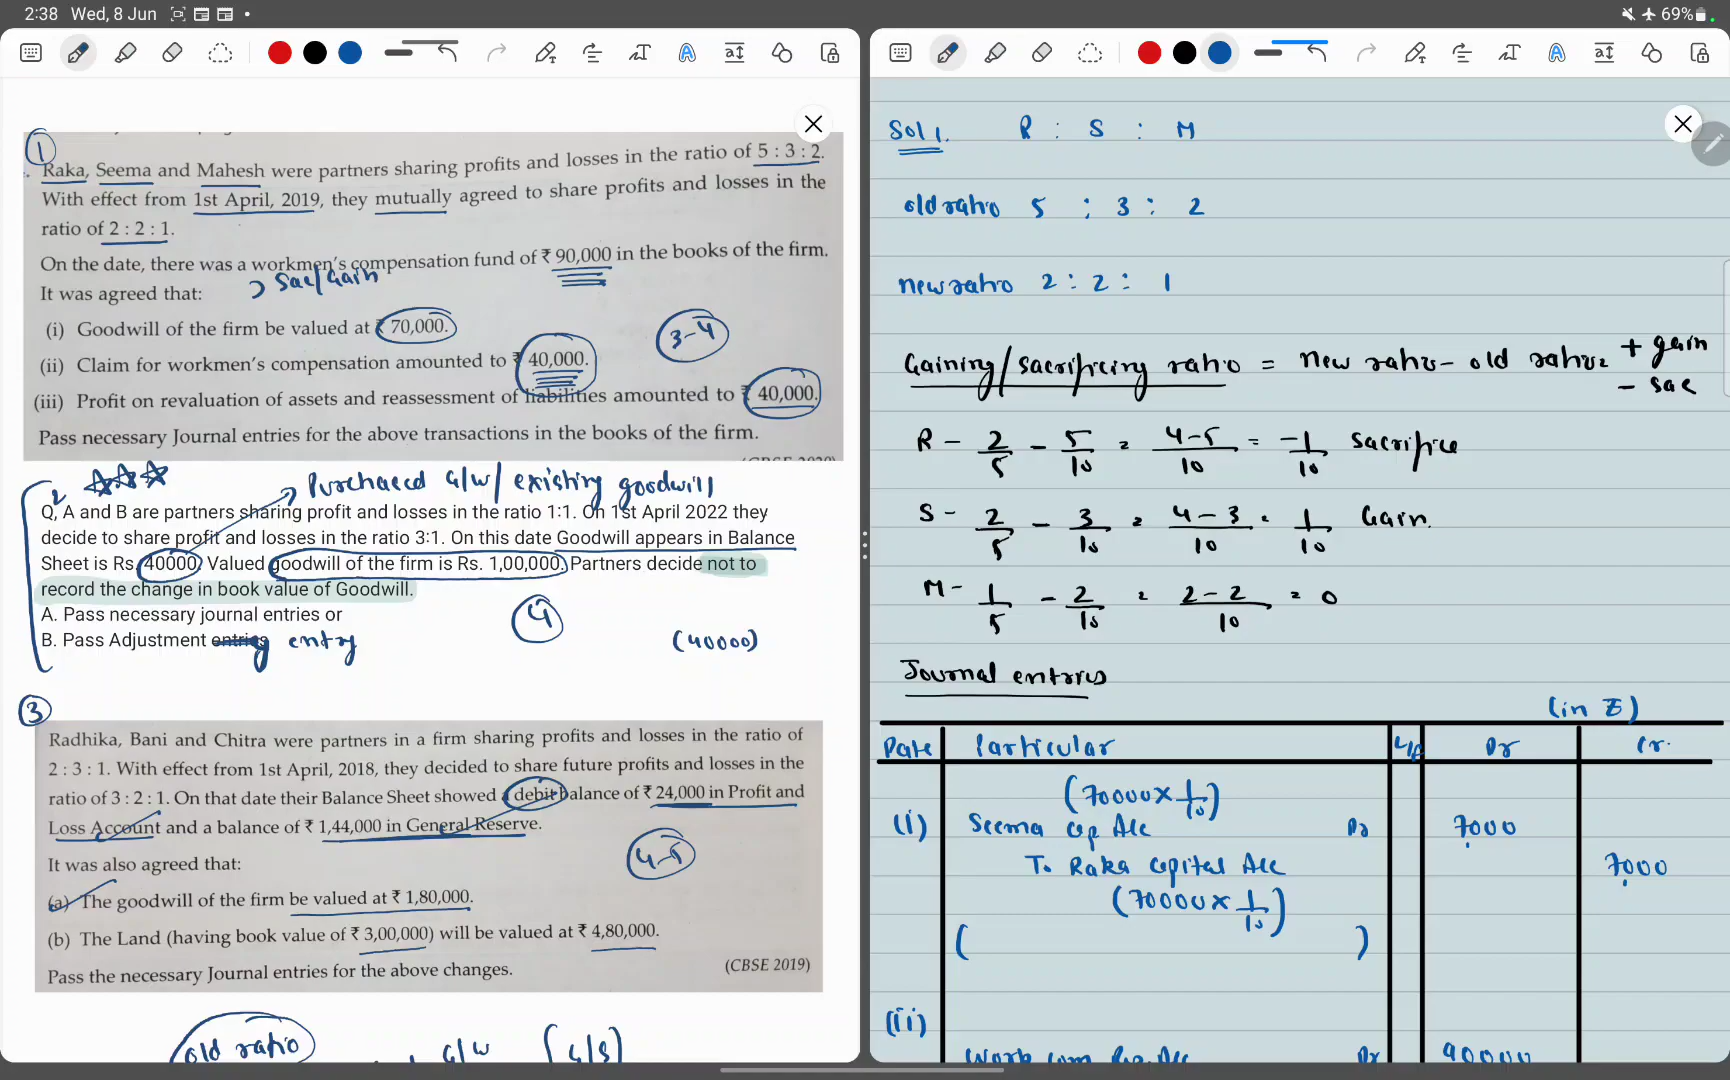 2:38 Wed, 8 Jun
69%
1
Raka, Seema and Mahesh were partners sharing profits and losses in the ratio of 5 : 3 : 2.
With effect from 1st April, 2019, they mutually agreed to share profits and losses in the
ratio of 2 : 2 : 1.
On the date, there was a workmen's compensation fund of ₹ 90,000 in the books of the firm.
It was agreed that:
Sac/Gain
(i) Goodwill of the firm be valued at ₹ 70,000.
3-4
(ii) Claim for workmen's compensation amounted to ₹ 40,000.
(iii) Profit on revaluation of assets and reassessment of liabilities amounted to ₹ 40,000.
Pass necessary Journal entries for the above transactions in the books of the firm.
2
→ Purchased G/w/ existing goodwill
Q, A and B are partners sharing profit and losses in the ratio 1:1. On 1st April 2022 they
decide to share profit and losses in the ratio 3:1. On this date Goodwill appears in Balance
Sheet is Rs. 40000. Valued goodwill of the firm is Rs. 1,00,000. Partners decide not to
record the change in book value of Goodwill.
A. Pass necessary journal entries or
4
B. Pass Adjustment entries entry
(40000)
3
Radhika, Bani and Chitra were partners in a firm sharing profits and losses in the ratio of
2 : 3 : 1. With effect from 1st April, 2018, they decided to share future profits and losses in the
ratio of 3 : 2 : 1. On that date their Balance Sheet showed a debit balance of ₹ 24,000 in Profit and
Loss Account and a balance of ₹ 1,44,000 in General Reserve.
It was also agreed that:
4-5
(a) The goodwill of the firm be valued at ₹ 1,80,000.
(b) The Land (having book value of ₹ 3,00,000) will be valued at ₹ 4,80,000.
Pass the necessary Journal entries for the above changes.
(CBSE 2019)
old ratio G/W (G/S)
Sol 1. R : S : M
old ratio 5 : 3 : 2
new ratio 2 : 2 : 1
Gaining/sacrificing ratio = New ratio - old ratio = + gain
- sac
R - 2/5 - 5/10 = 4-5/10 = -1/10 Sacrifice
S - 2/5 - 3/10 = 4-3/10 = 1/10 Gain.
M - 1/5 - 2/10 = 2-2/10 = 0
Journal entries
(in ₹)
Date Particular L/f Dr Cr.
(70000 x 1/10)
(i) Seema Cap A/c Dr 7000
To Raka Capital A/c 7000
(70000 x 1/10)
( )
(ii)
Work Com A/c Dr 90000